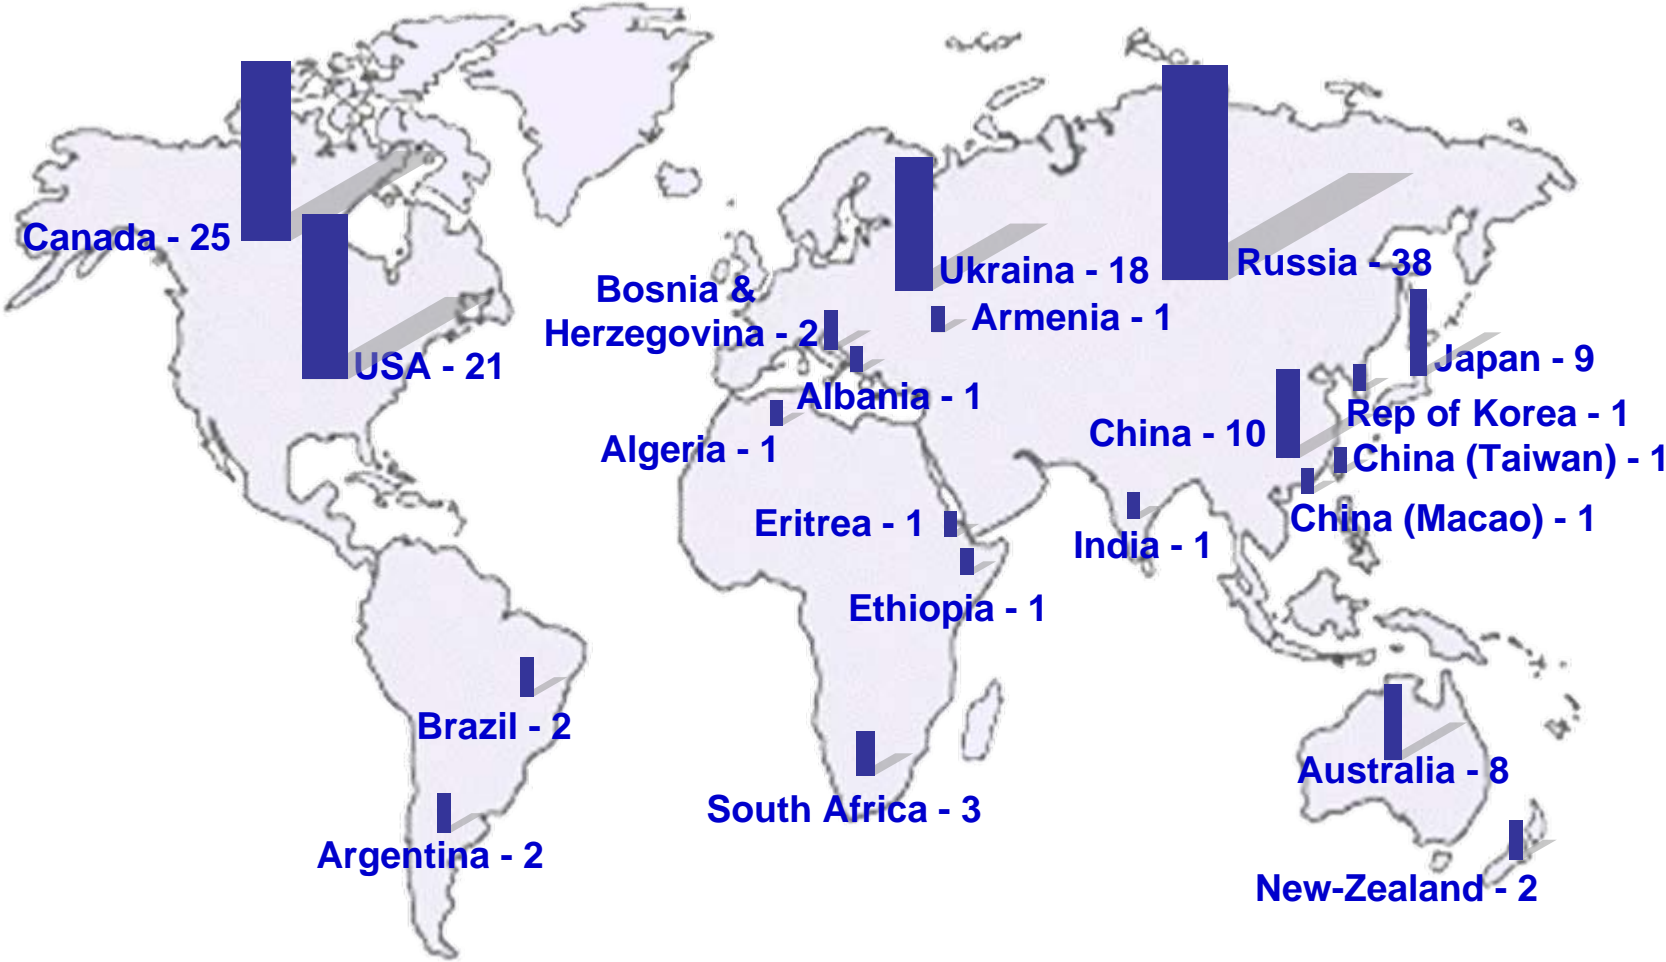 Canada - 25
USA - 21
Bosnia &
Herzegovina - 2
Ukraina - 18
Russia - 38
Armenia - 1
Albania - 1
Algeria - 1
Japan - 9
Rep of Korea - 1
China - 10
China (Taiwan) - 1
China (Macao) - 1
Eritrea - 1
India - 1
Ethiopia - 1
Brazil - 2
Argentina - 2
South Africa - 3
Australia - 8
New-Zealand - 2